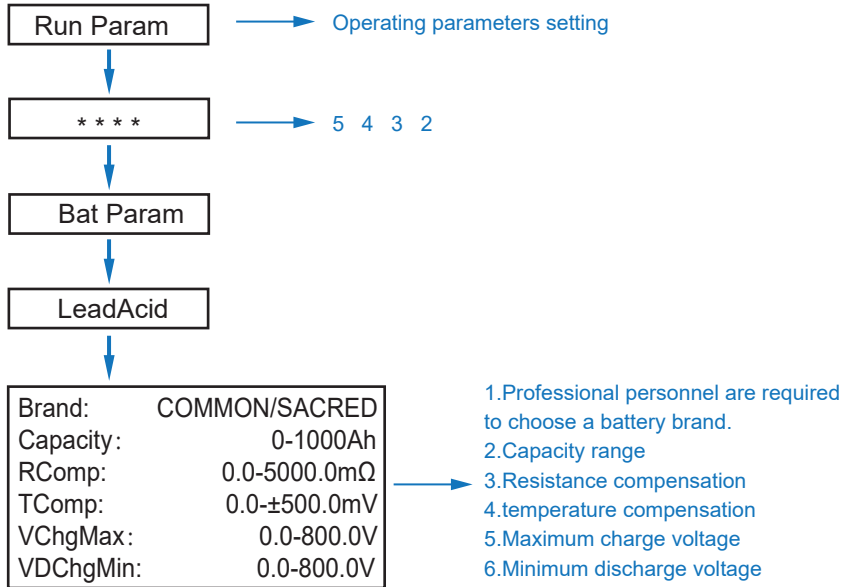 Run Param
Operating parameters setting
* * * *
5 4 3 2
Bat Param
LeadAcid
Brand: COMMON/SACRED
Capacity: 0-1000Ah
RComp: 0.0-5000.0mΩ
TComp: 0.0-±500.0mV
VChgMax: 0.0-800.0V
VDChgMin: 0.0-800.0V
1.Professional personnel are required
to choose a battery brand.
2.Capacity range
3.Resistance compensation
4.temperature compensation
5.Maximum charge voltage
6.Minimum discharge voltage